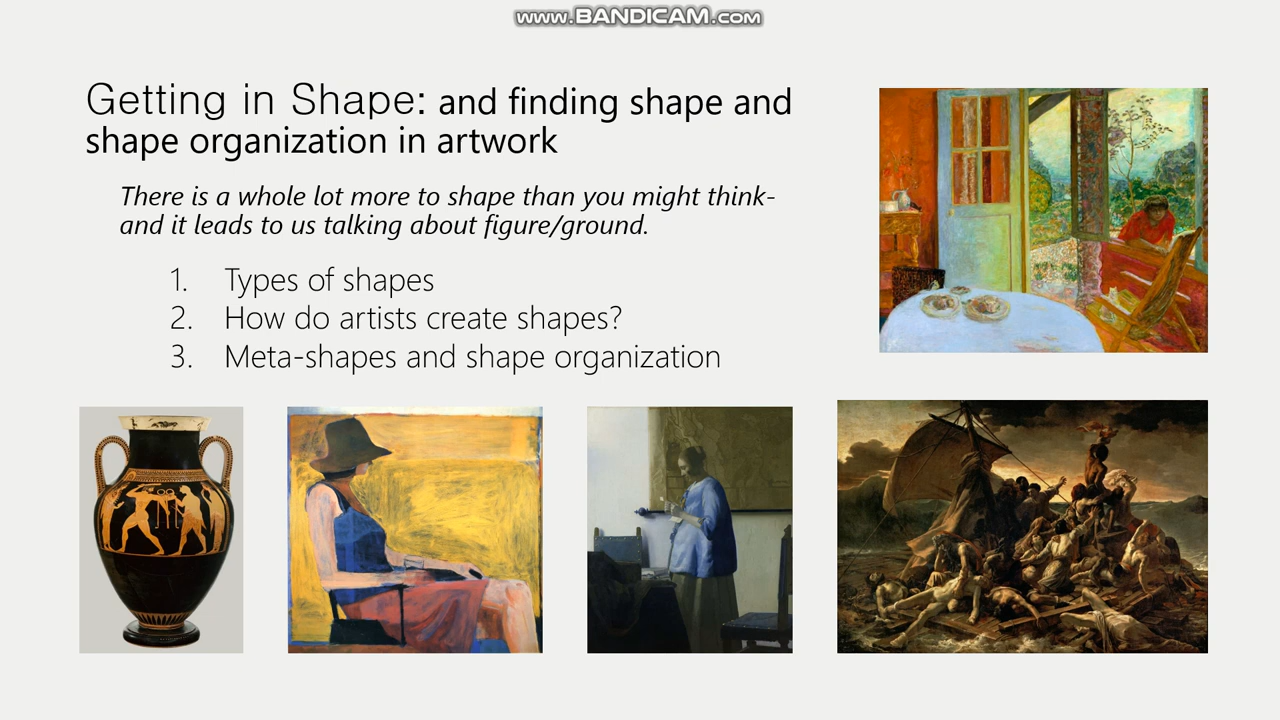 www.BANDICAM.com
Getting in Shape: and finding shape and
shape organization in artwork
There is a whole lot more to shape than you might think-
and it leads to us talking about figure/ground.
1. Types of shapes
2. How do artists create shapes?
3. Meta-shapes and shape organization